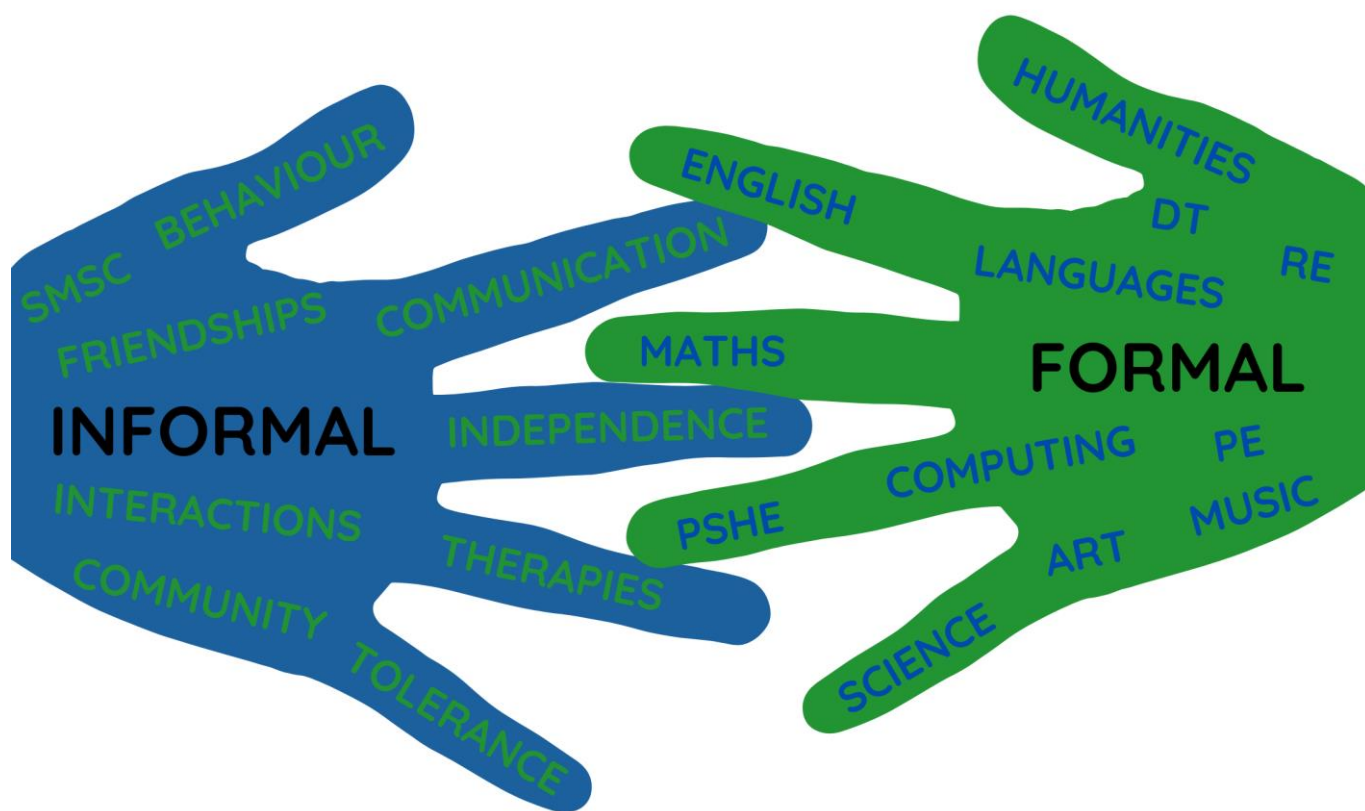 BEHAVIOUR
SMSC
FRIENDSHIPS
COMMUNICATION
INFORMAL
INDEPENDENCE
INTERACTIONS
THERAPIES
COMMUNITY
TOLERANCE
HUMANITIES
ENGLISH
DT
RE
LANGUAGES
MATHS
FORMAL
COMPUTING
PE
PSHE
MUSIC
ART
SCIENCE